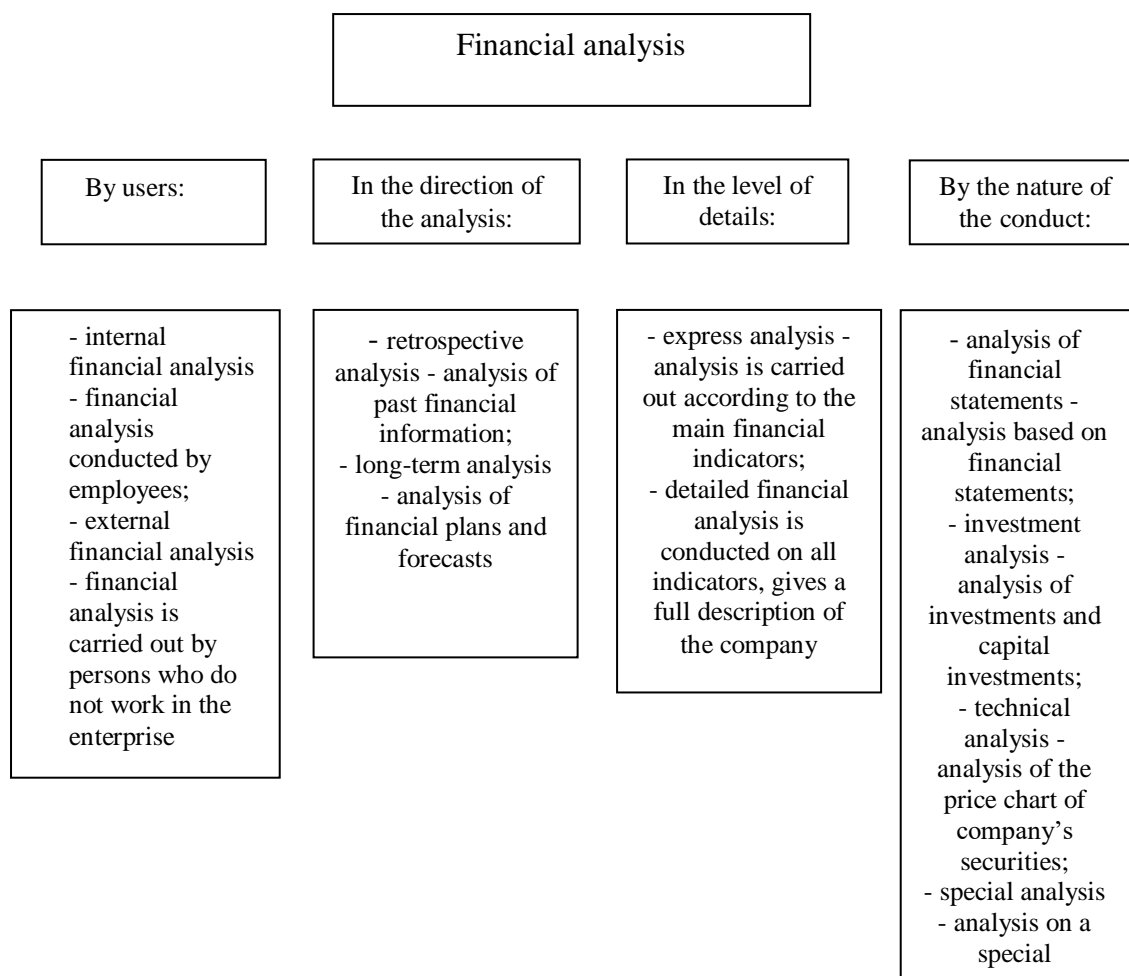 Financial analysis
By users:
In the direction of
the analysis:
In the level of
details:
By the nature of
the conduct:
- internal
financial analysis
- financial
analysis
conducted by
employees;
- external
financial analysis
- financial
analysis is
carried out by
persons who do
not work in the
enterprise
- retrospective
analysis - analysis of
past financial
information;
- long-term analysis
- analysis of
financial plans and
forecasts
- express analysis -
analysis is carried
out according to the
main financial
indicators;
- detailed financial
analysis is
conducted on all
indicators, gives a
full description of
the company
- analysis of
financial
statements -
analysis based on
financial
statements;
- investment
analysis -
analysis of
investments and
capital
investments;
- technical
analysis -
analysis of the
price chart of
company’s
securities;
- special analysis
- analysis on a
special